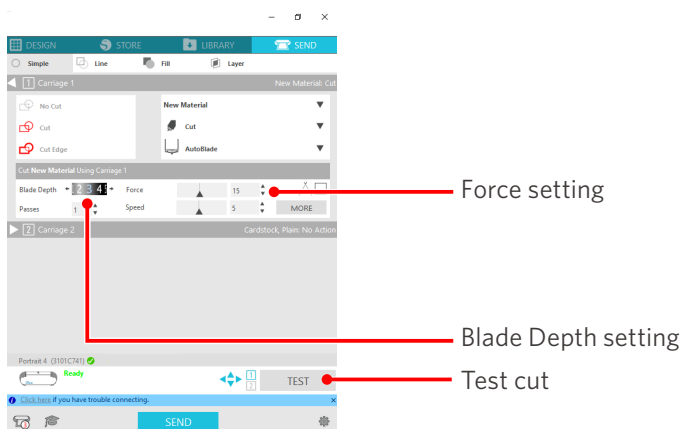 DESIGN STORE LIBRARY SEND
Simple Line Fill Layer
1 Carriage 1 New Material: Cut
No Cut New Material
Cut Cut
Cut Edge AutoBlade
Cut New Material Using Carriage 1
Blade Depth 2 3 4 Force 15
Force setting
Passes 1 Speed 5 MORE
2 Carriage 2 Cardstock, Plain: No Action
Blade Depth setting
Portrait 4 (3101C741)
Ready
1
2
TEST
Test cut
Click here if you have trouble connecting.
SEND